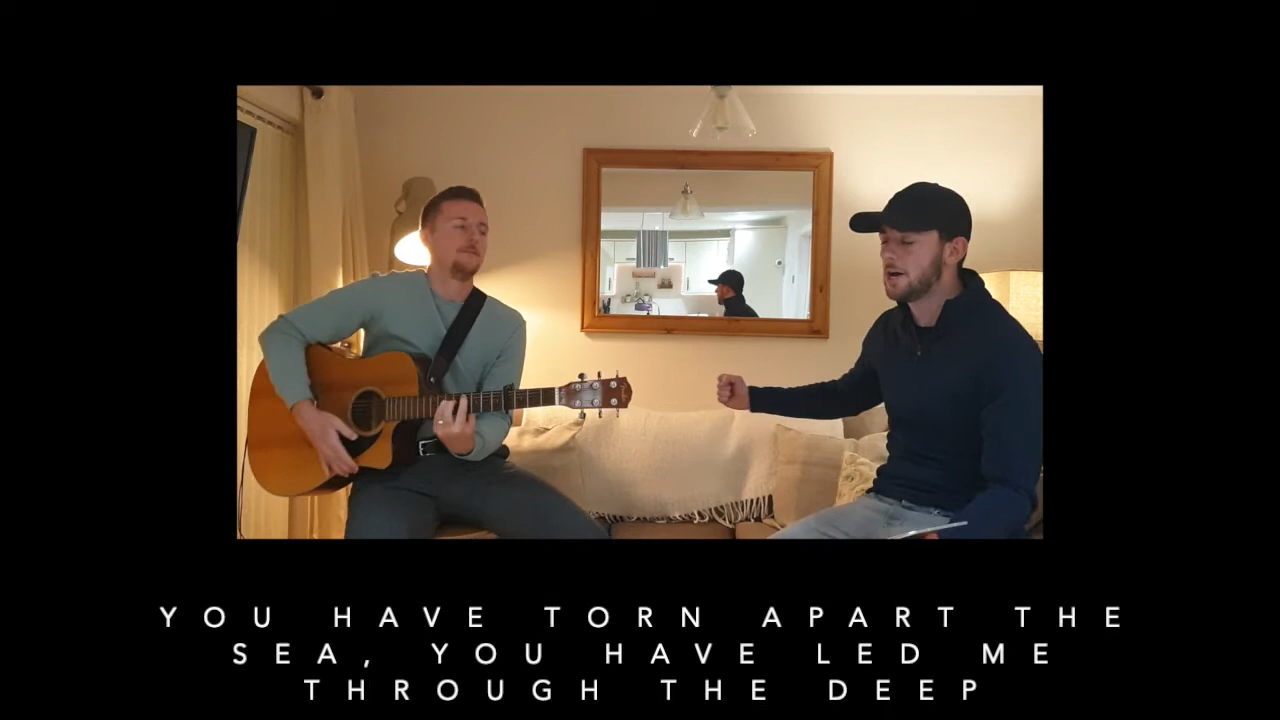 YOU HAVE TORN APART THE
SEA, YOU HAVE LED ME
THROUGH THE DEEP